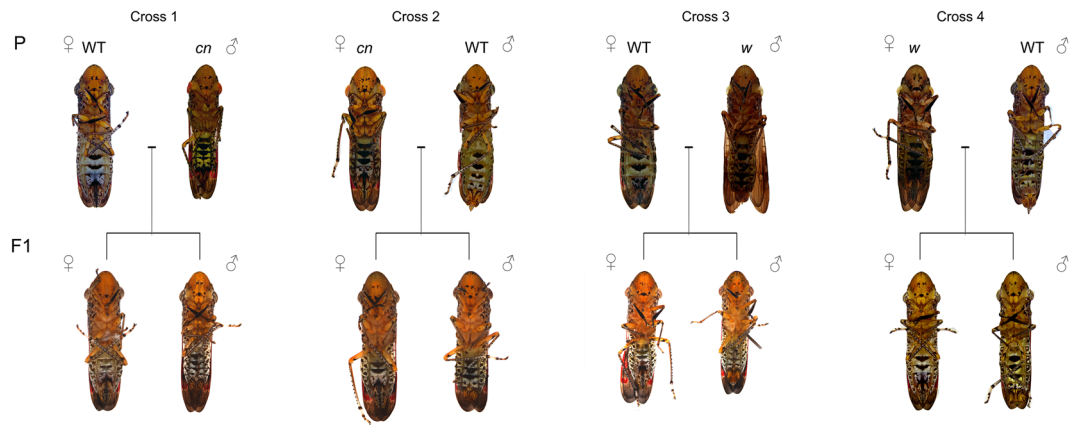 Cross 1 Cross 2 Cross 3 Cross 4
P ♀ WT cn ♂ ♀ cn WT ♂ ♀ WT w ♂ ♀ w WT ♂
F1 ♀ ♂ ♀ ♂ ♀ ♂ ♀ ♂